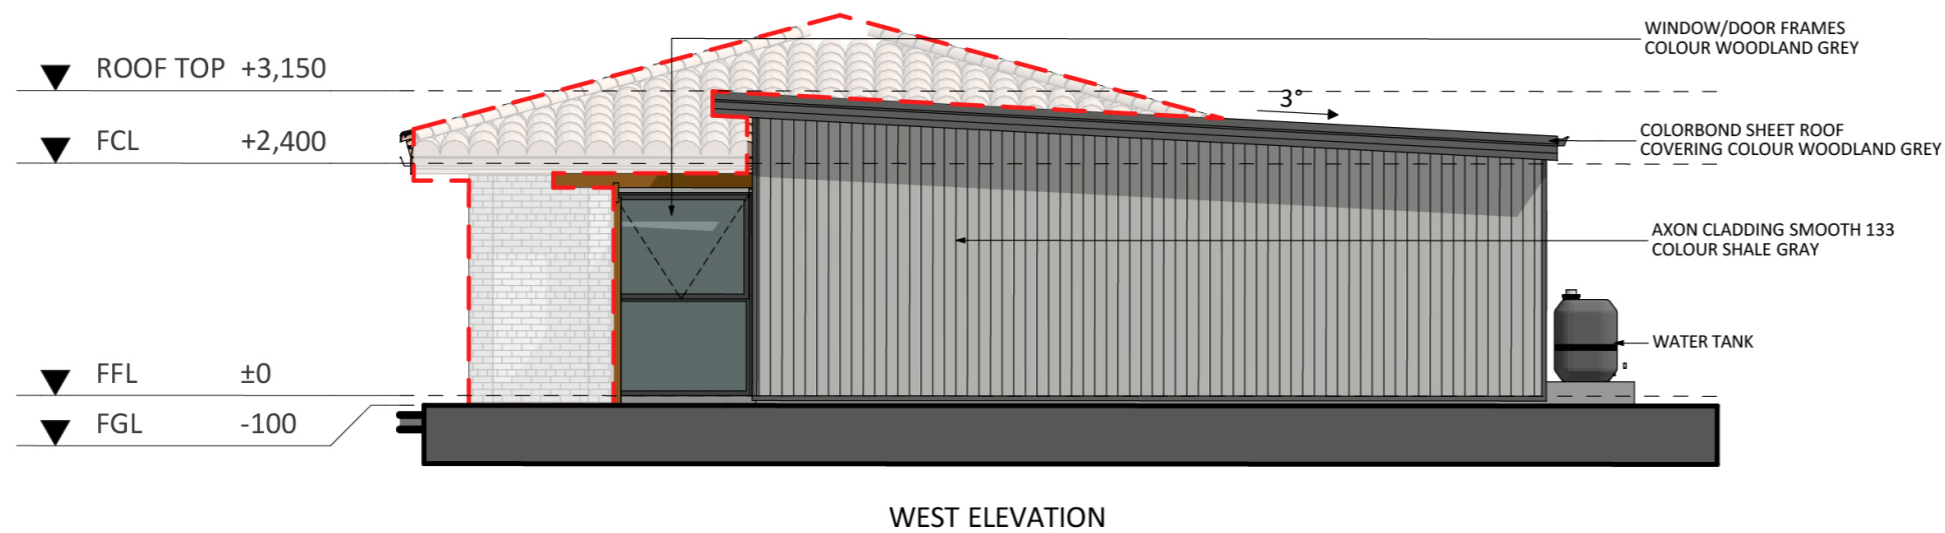 WINDOW/DOOR FRAMES
COLOUR WOODLAND GREY
ROOF TOP +3,150
3°
FCL +2,400
COLORBOND SHEET ROOF
COVERING COLOUR WOODLAND GREY
AXON CLADDING SMOOTH 133
COLOUR SHALE GRAY
WATER TANK
FFL ±0
FGL -100
WEST ELEVATION